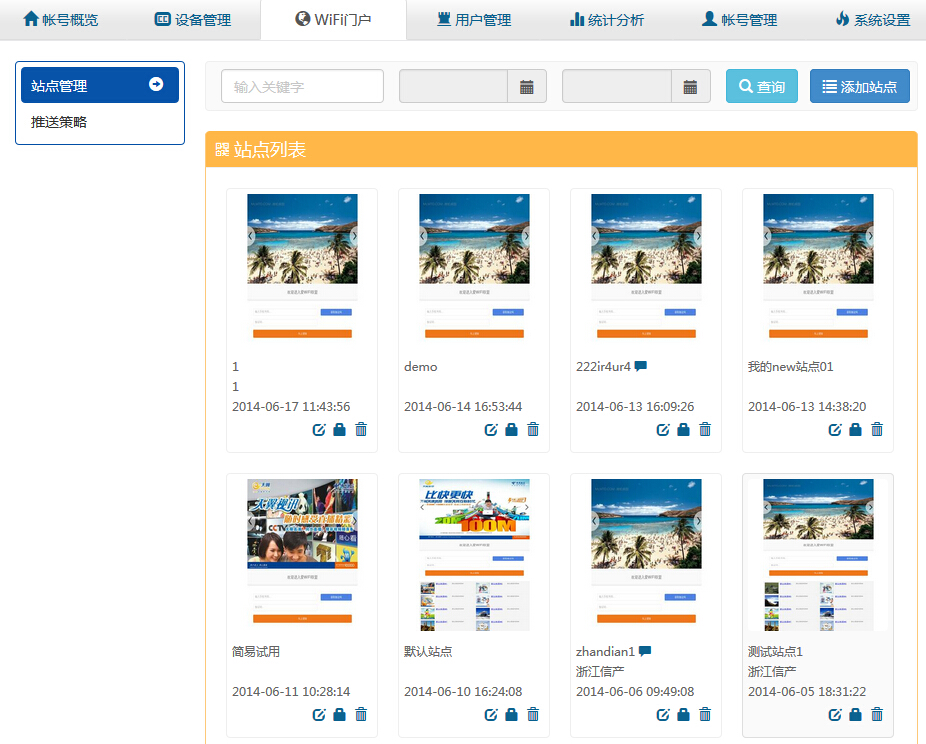 帐号概览 设备管理 WiFi门户 用户管理 统计分析 帐号管理 系统设置
站点管理
推送策略
输入关键字 查询 添加站点
站点列表
1
1
2014-06-17 11:43:56
demo
2014-06-14 16:53:44
222ir4ur4
2014-06-13 16:09:26
我的new站点01
2014-06-13 14:38:20
简易试用
2014-06-11 10:28:14
比快更快
100M
默认站点
2014-06-10 16:24:08
zhandian1
浙江信产
2014-06-06 09:49:08
测试站点1
浙江信产
2014-06-05 18:31:22